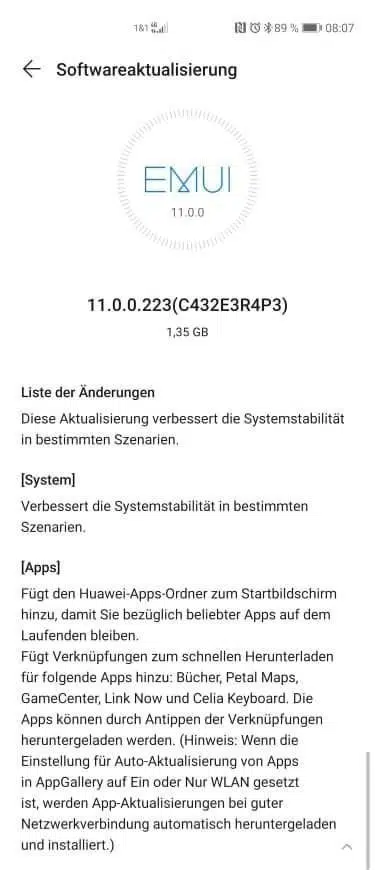 1&1 89 % 08:07
Softwareaktualisierung
EMUI
11.0.0
11.0.0.223(C432E3R4P3)
1,35 GB
Liste der Änderungen
Diese Aktualisierung verbessert die Systemstabilität
in bestimmten Szenarien.
[System]
Verbessert die Systemstabilität in bestimmten
Szenarien.
[Apps]
Fügt den Huawei-Apps-Ordner zum Startbildschirm
hinzu, damit Sie bezüglich beliebter Apps auf dem
Laufenden bleiben.
Fügt Verknüpfungen zum schnellen Herunterladen
für folgende Apps hinzu: Bücher, Petal Maps,
GameCenter, Link Now und Celia Keyboard. Die
Apps können durch Antippen der Verknüpfungen
heruntergeladen werden. (Hinweis: Wenn die
Einstellung für Auto-Aktualisierung von Apps
in AppGallery auf Ein oder Nur WLAN gesetzt
ist, werden App-Aktualisierungen bei guter
Netzwerkverbindung automatisch heruntergeladen
und installiert.)